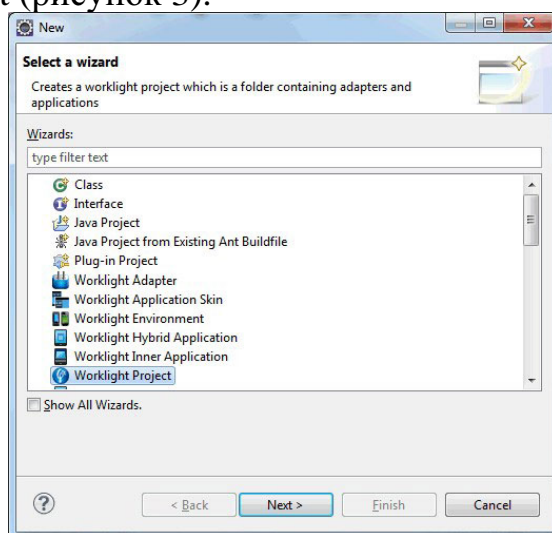 (рисунок 3).
New
Select a wizard
Creates a worklight project which is a folder containing adapters and
applications
Wizards:
type filter text
Class
Interface
Java Project
Java Project from Existing Ant Buildfile
Plug-in Project
Worklight Adapter
Worklight Application Skin
Worklight Environment
Worklight Hybrid Application
Worklight Inner Application
Worklight Project
Show All Wizards.
? < Back Next > Finish Cancel